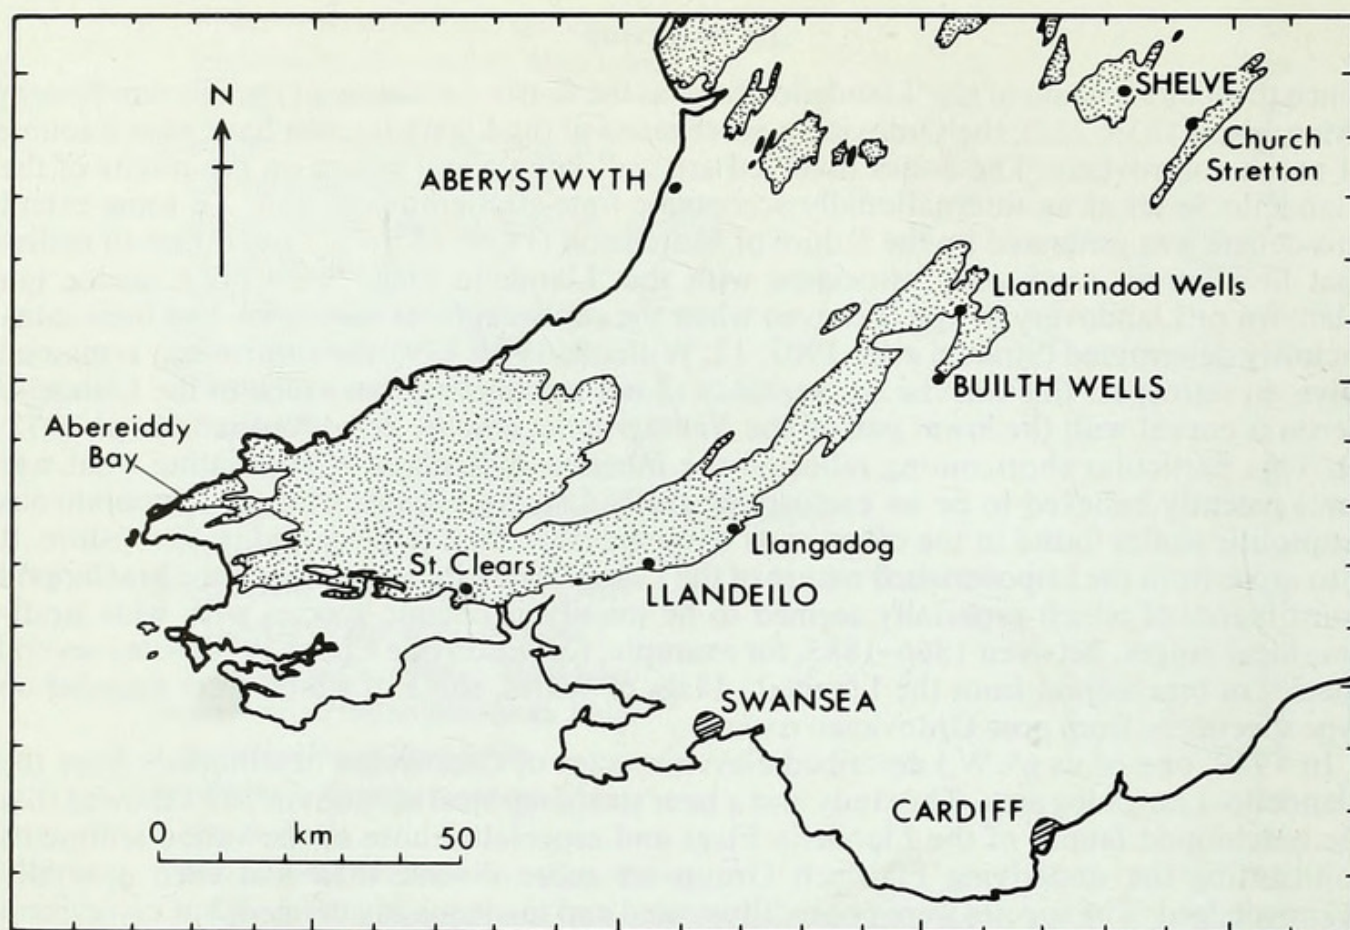 N
SHELVE
Church
Stretton
ABERYSTWYTH
Llandrindod Wells
BUILTH WELLS
Abereiddy
Bay
Llangadog
St. Clears
LLANDEILO
SWANSEA
CARDIFF
0 km 50